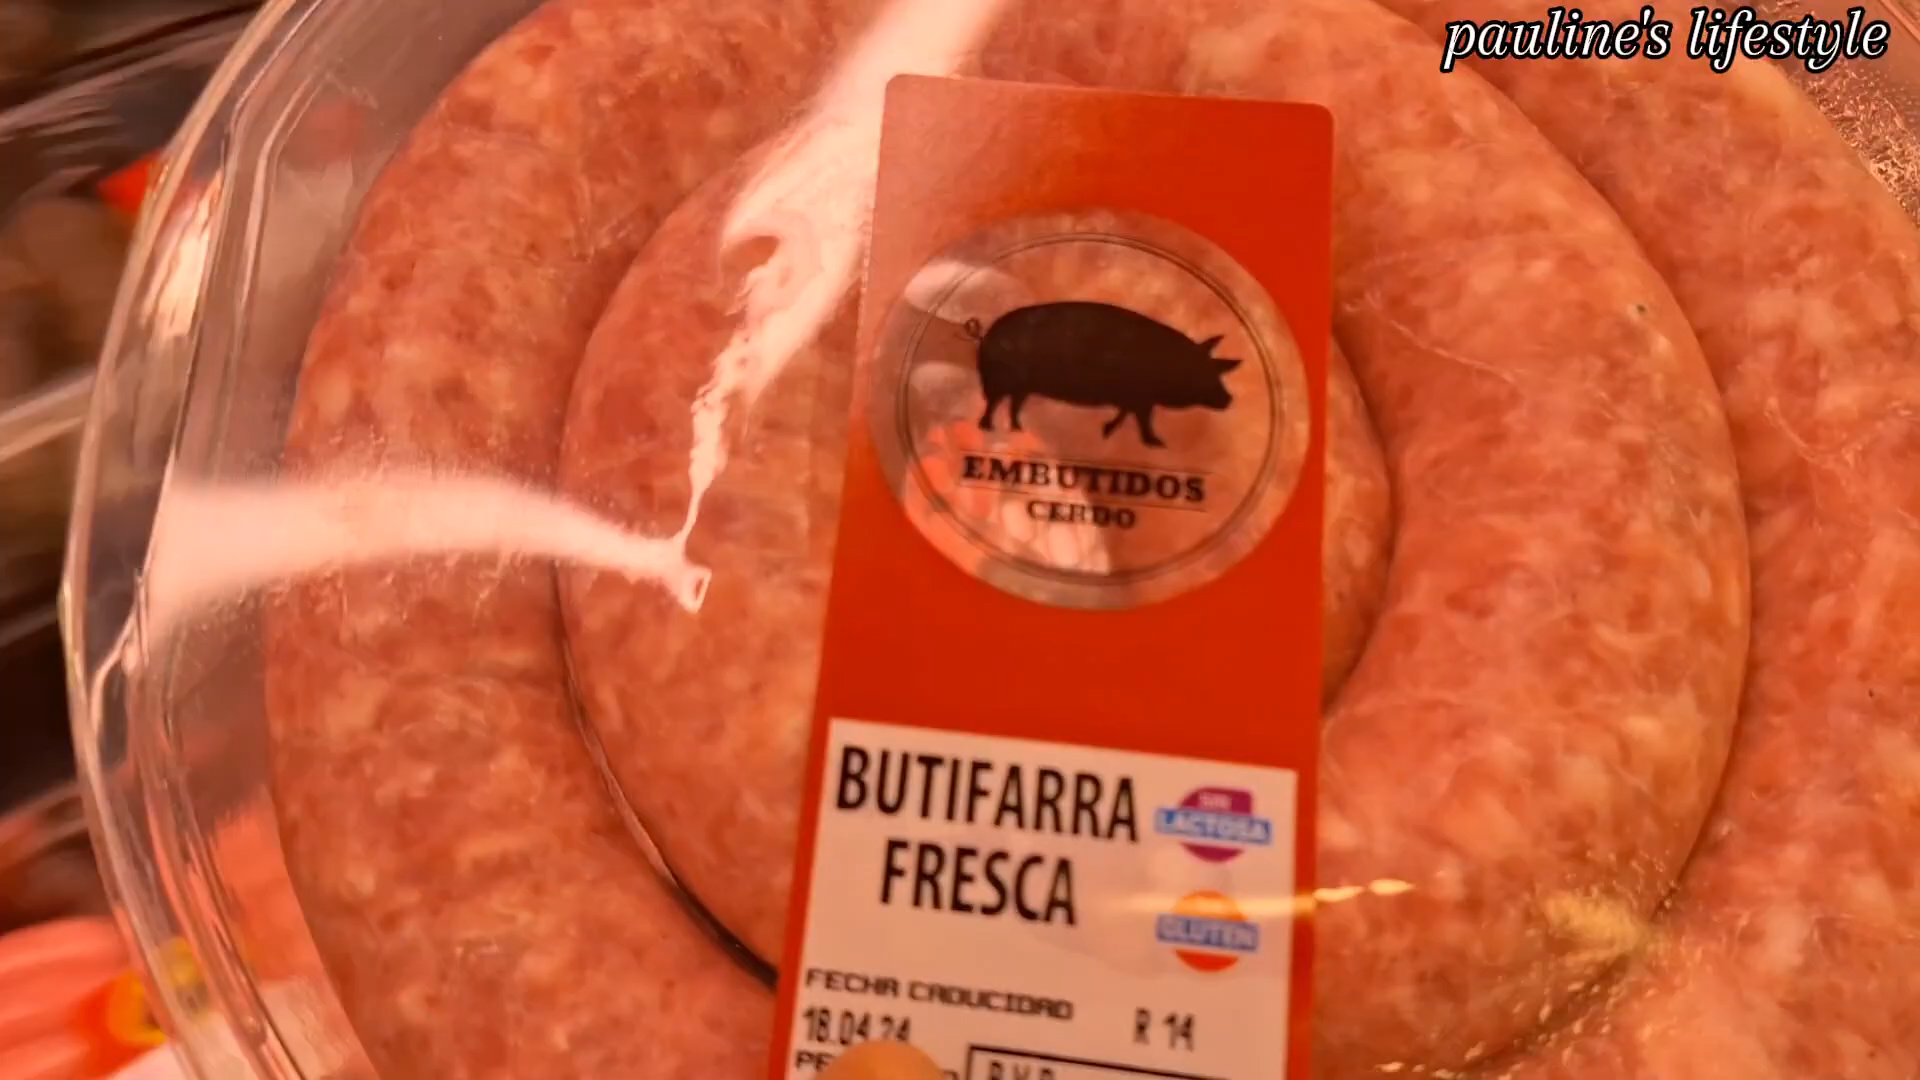 pauline's lifestyle
EMBUTIDOS
CERDO
BUTIFARRA
FRESCA
SIN
LACTOSA
GLUTEN
FECHA CADUCIDAD
R 14
18.04.24
P.V.P